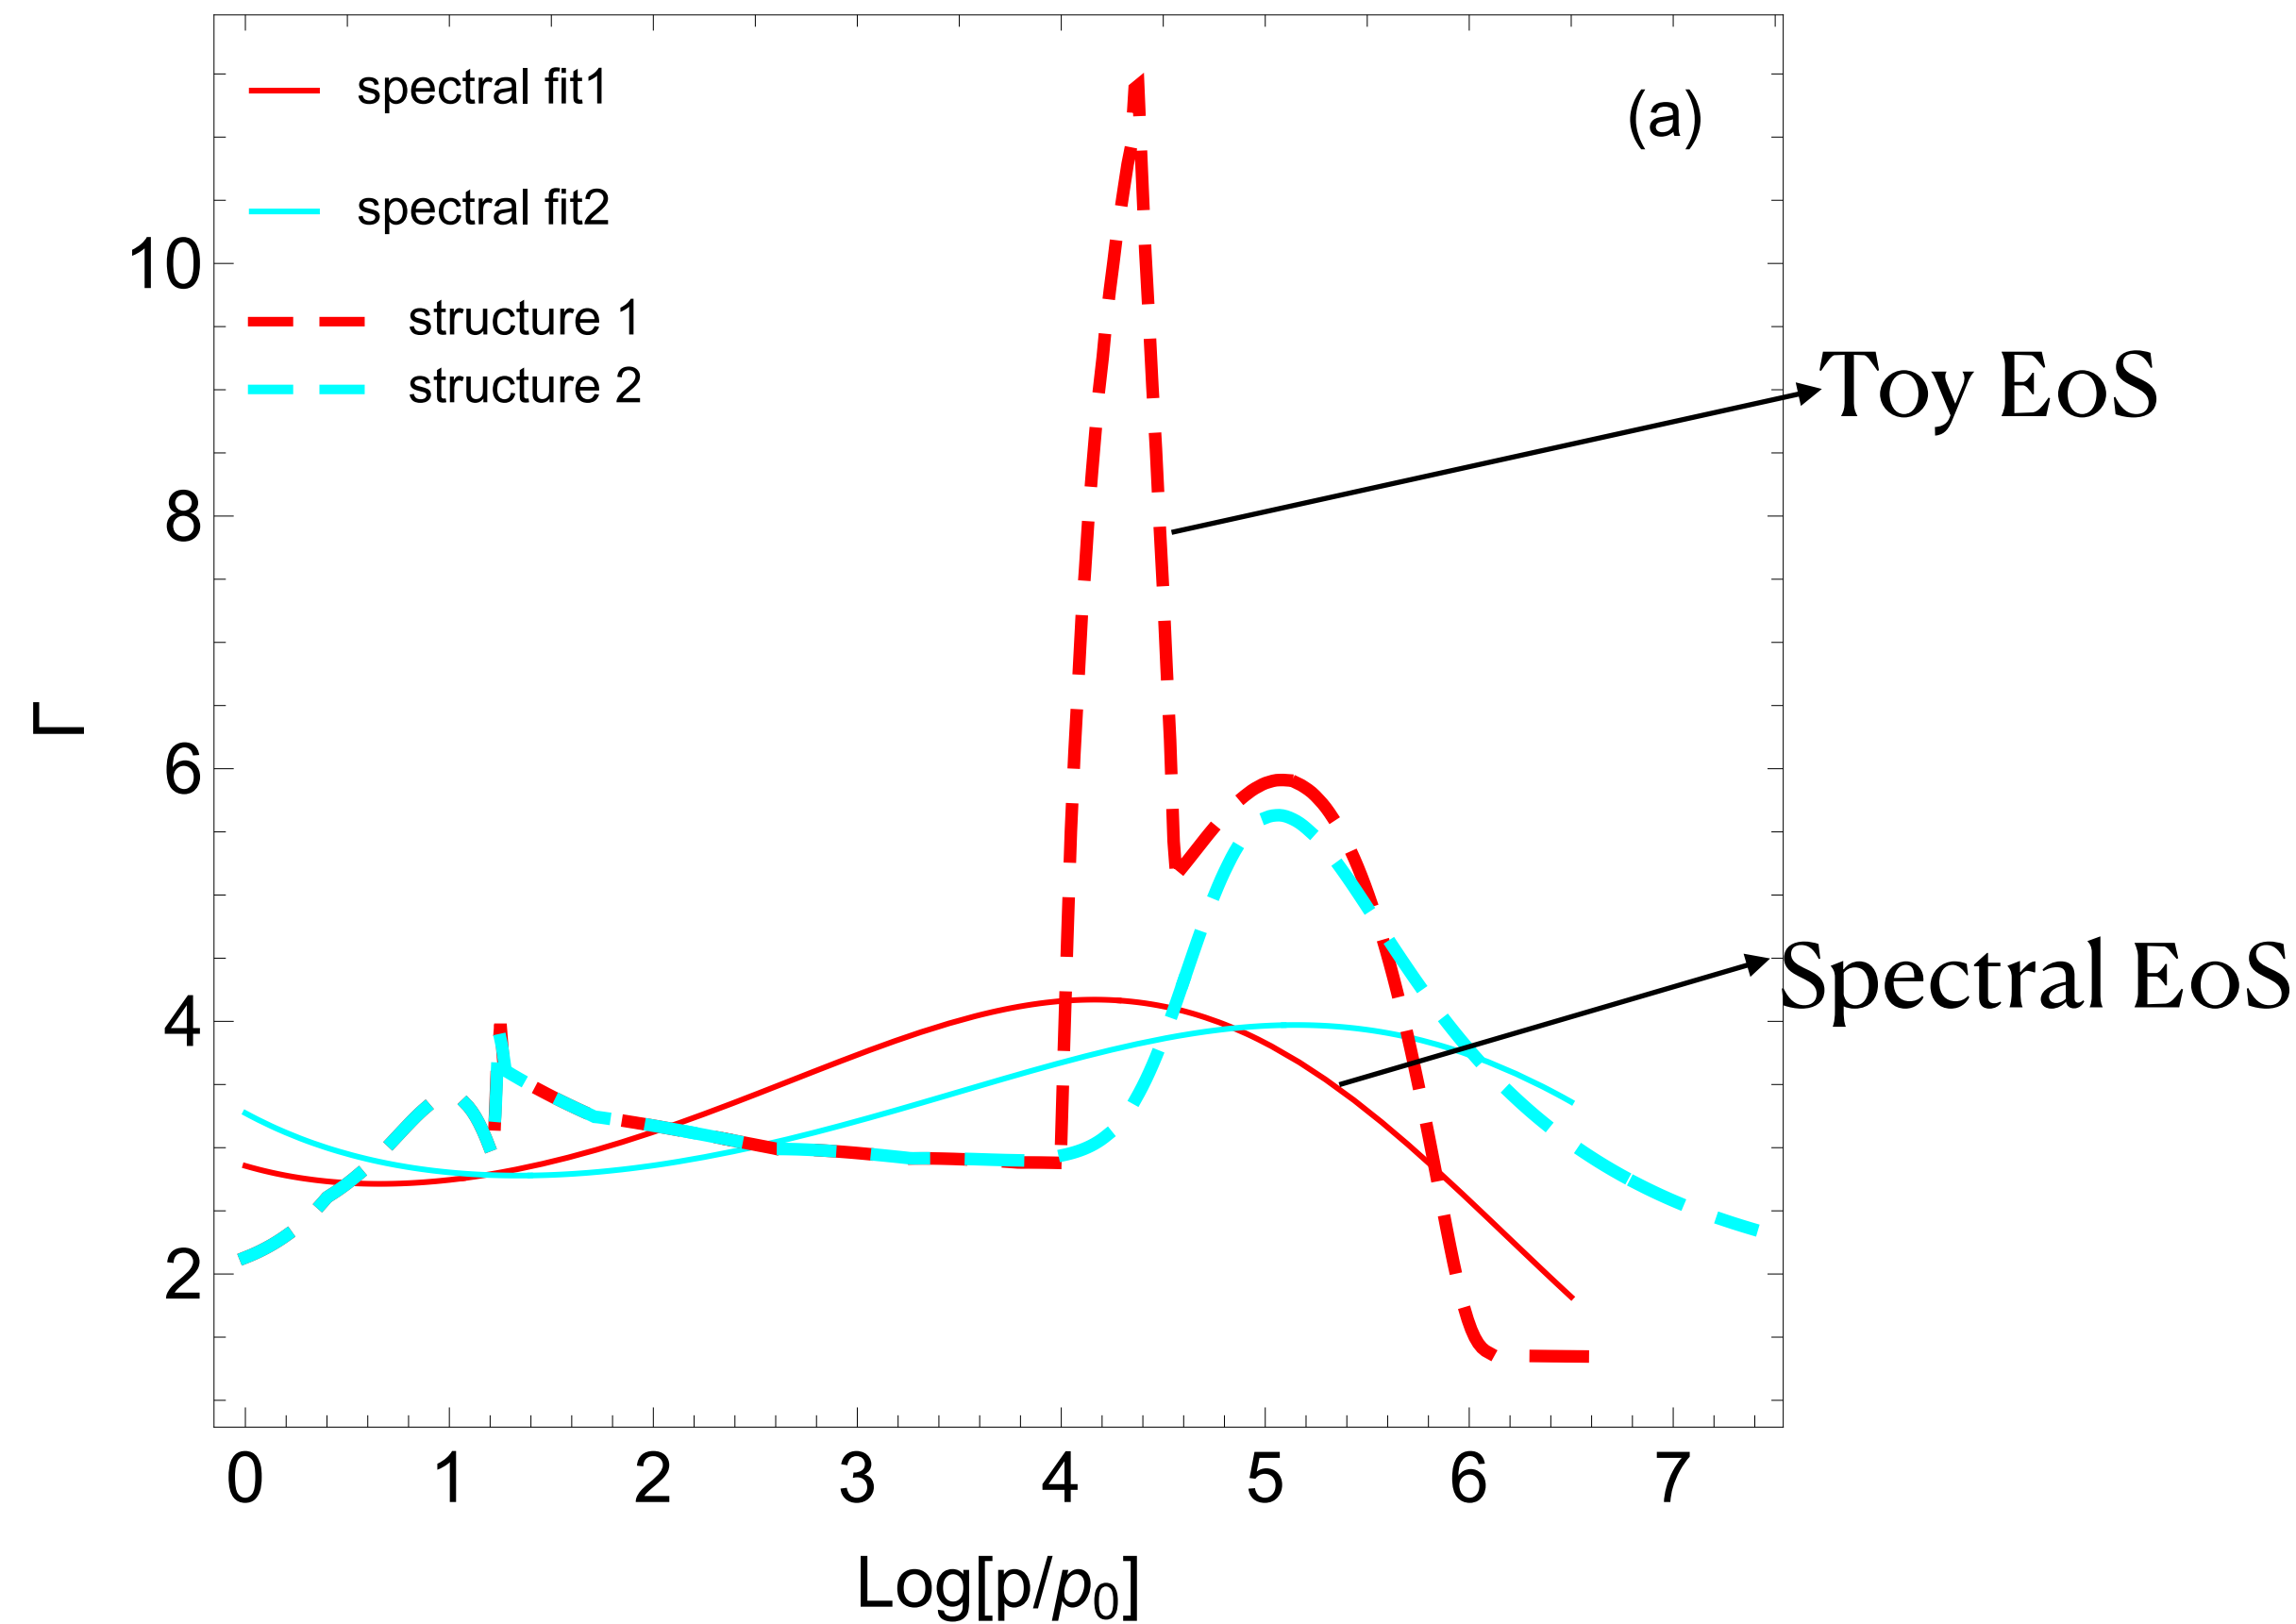 spectral fit1
(a)
spectral fit2
structure 1
structure 2
Toy EoS
Spectral EoS
Γ
10
8
6
4
2
0 1 2 3 4 5 6 7
Log[p/p₀]